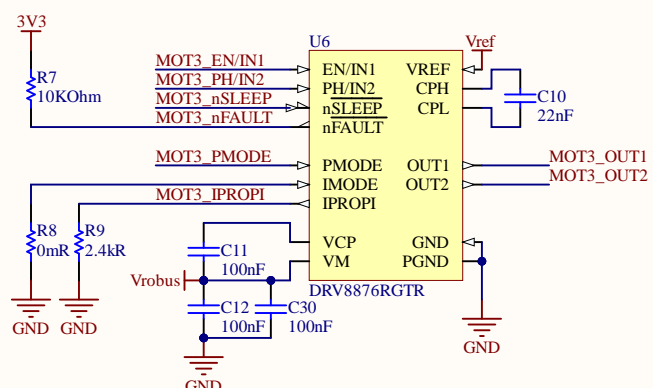 3V3
U6
Vref
MOT3_EN/IN1
EN/IN1
VREF
R7
10KOhm
MOT3_PH/IN2
PH/IN2
CPH
MOT3_nSLEEP
nSLEEP
CPL
C10
22nF
MOT3_nFAULT
nFAULT
MOT3_PMODE
PMODE
OUT1
MOT3_OUT1
IMODE
OUT2
MOT3_OUT2
MOT3_IPROPI
IPROPI
R8
0mR
R9
2.4kR
C11
100nF
VCP
GND
Vrobus
VM
PGND
DRV8876RGTR
C12
100nF
C30
100nF
GND
GND
GND
GND